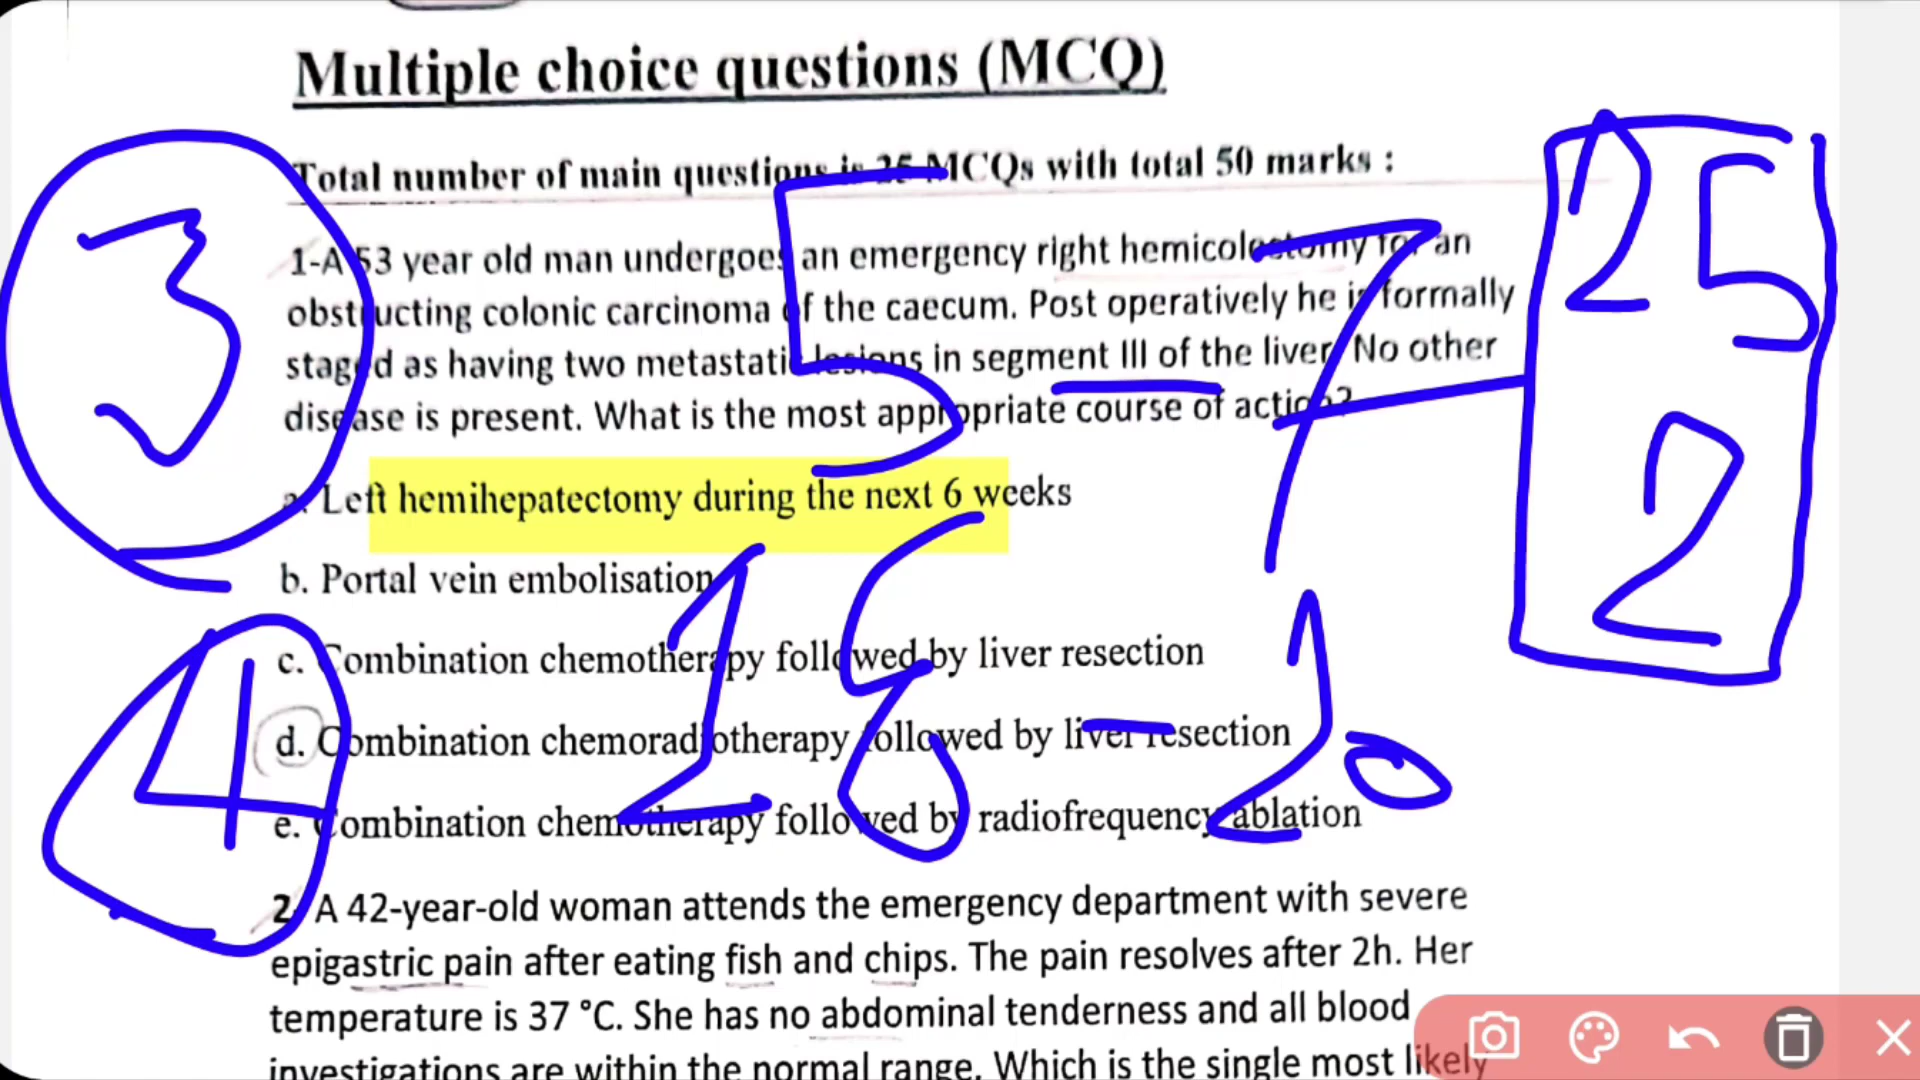 Multiple choice questions (MCQ)
Total number of main questions is 25 MCQs with total 50 marks :
1-A 53 year old man undergoes an emergency right hemicolectomy for an
obstructing colonic carcinoma of the caecum. Post operatively he is formally
staged as having two metastatic lesions in segment III of the liver. No other
disease is present. What is the most appropriate course of action?
a. Left hemihepatectomy during the next 6 weeks
b. Portal vein embolisation
c. Combination chemotherapy followed by liver resection
d. Combination chemoradiotherapy followed by liver resection
e. Combination chemotherapy followed by radiofrequency ablation
2- A 42-year-old woman attends the emergency department with severe
epigastric pain after eating fish and chips. The pain resolves after 2h. Her
temperature is 37 °C. She has no abdominal tenderness and all blood
investigations are within the normal range. Which is the single most likely
3
4
5
7
25
2